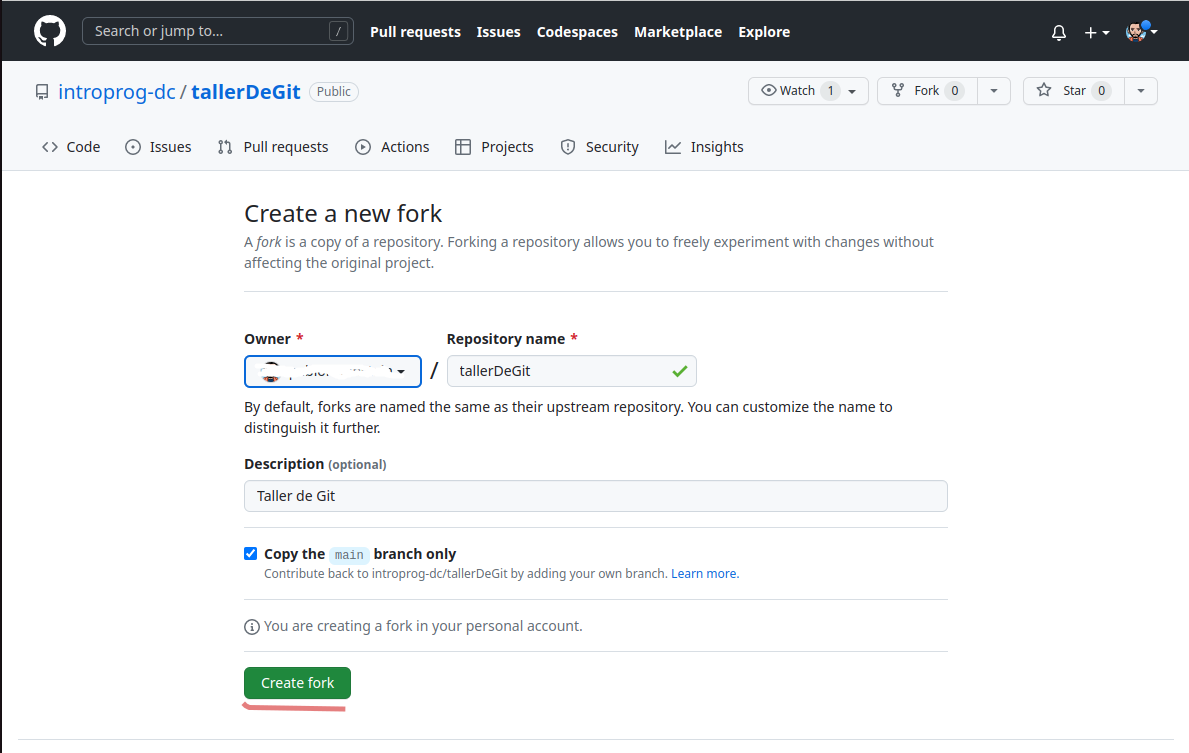 Search or jump to... /
Pull requests Issues Codespaces Marketplace Explore
introprog-dc / tallerDeGit Public
Watch 1 Fork 0 Star 0
Code Issues Pull requests Actions Projects Security Insights
Create a new fork
A fork is a copy of a repository. Forking a repository allows you to freely experiment with changes without
affecting the original project.
Owner * Repository name *
/ tallerDeGit
By default, forks are named the same as their upstream repository. You can customize the name to
distinguish it further.
Description (optional)
Taller de Git
Copy the main branch only
Contribute back to introprog-dc/tallerDeGit by adding your own branch. Learn more.
You are creating a fork in your personal account.
Create fork